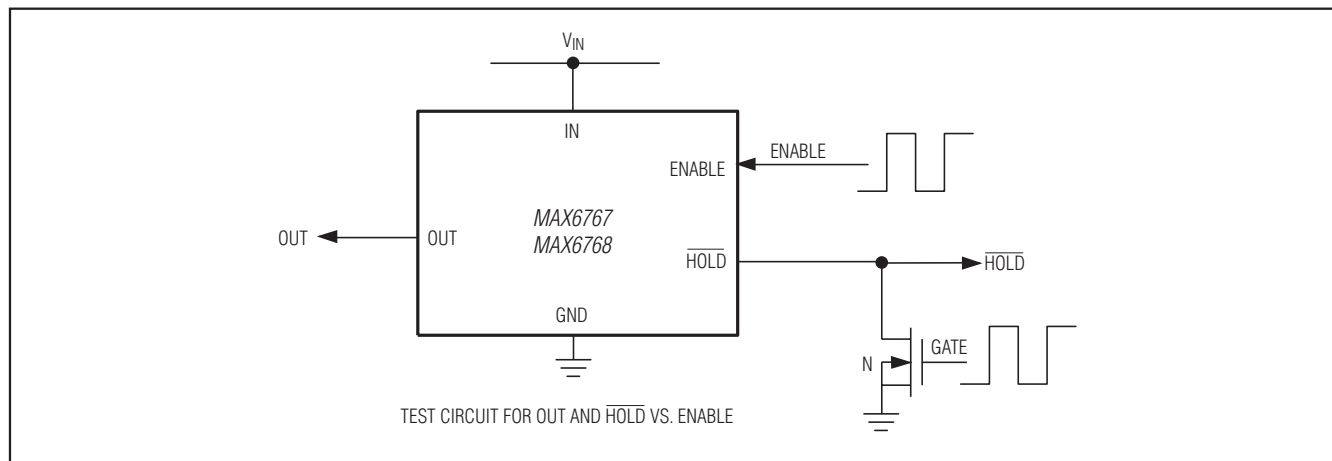 VIN
IN
ENABLE
ENABLE
MAX6767
MAX6768
OUT
OUT
HOLD
HOLD
GND
GATE
N
TEST CIRCUIT FOR OUT AND HOLD VS. ENABLE